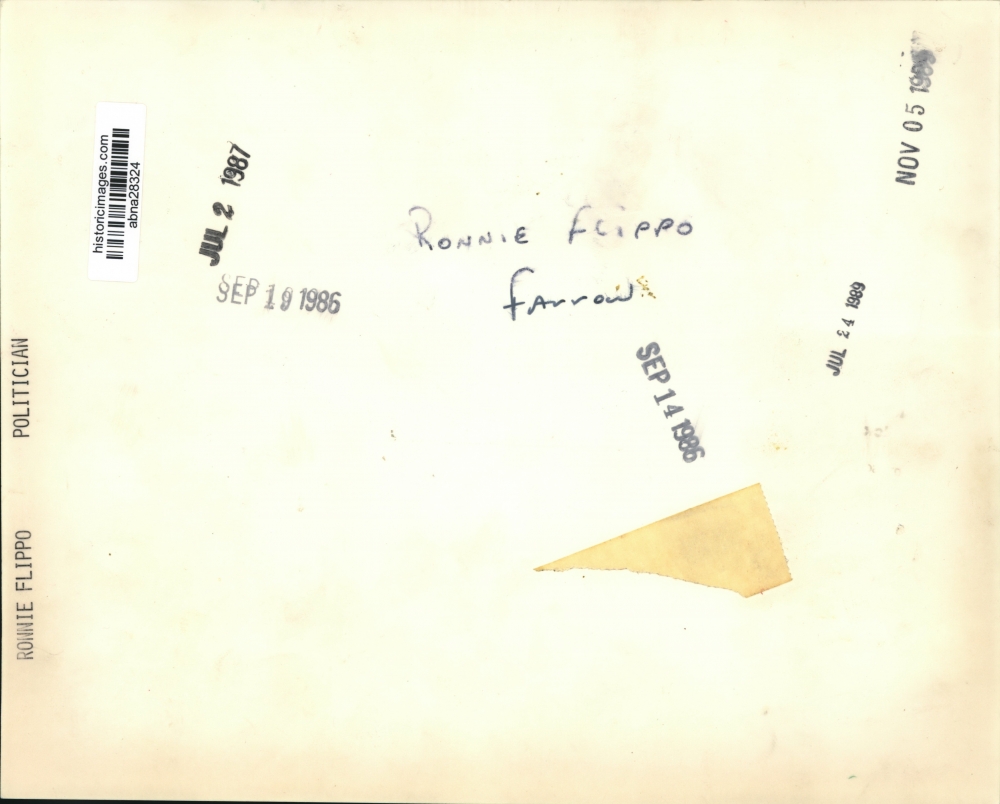 historicimages.com
abna28324
JUL 2 1987
SEP 19 1986
RONNIE FLIPPO
Farrow
SEP 14 1986
NOV 05
JUL 24 1989
RONNIE FLIPPO POLITICIAN